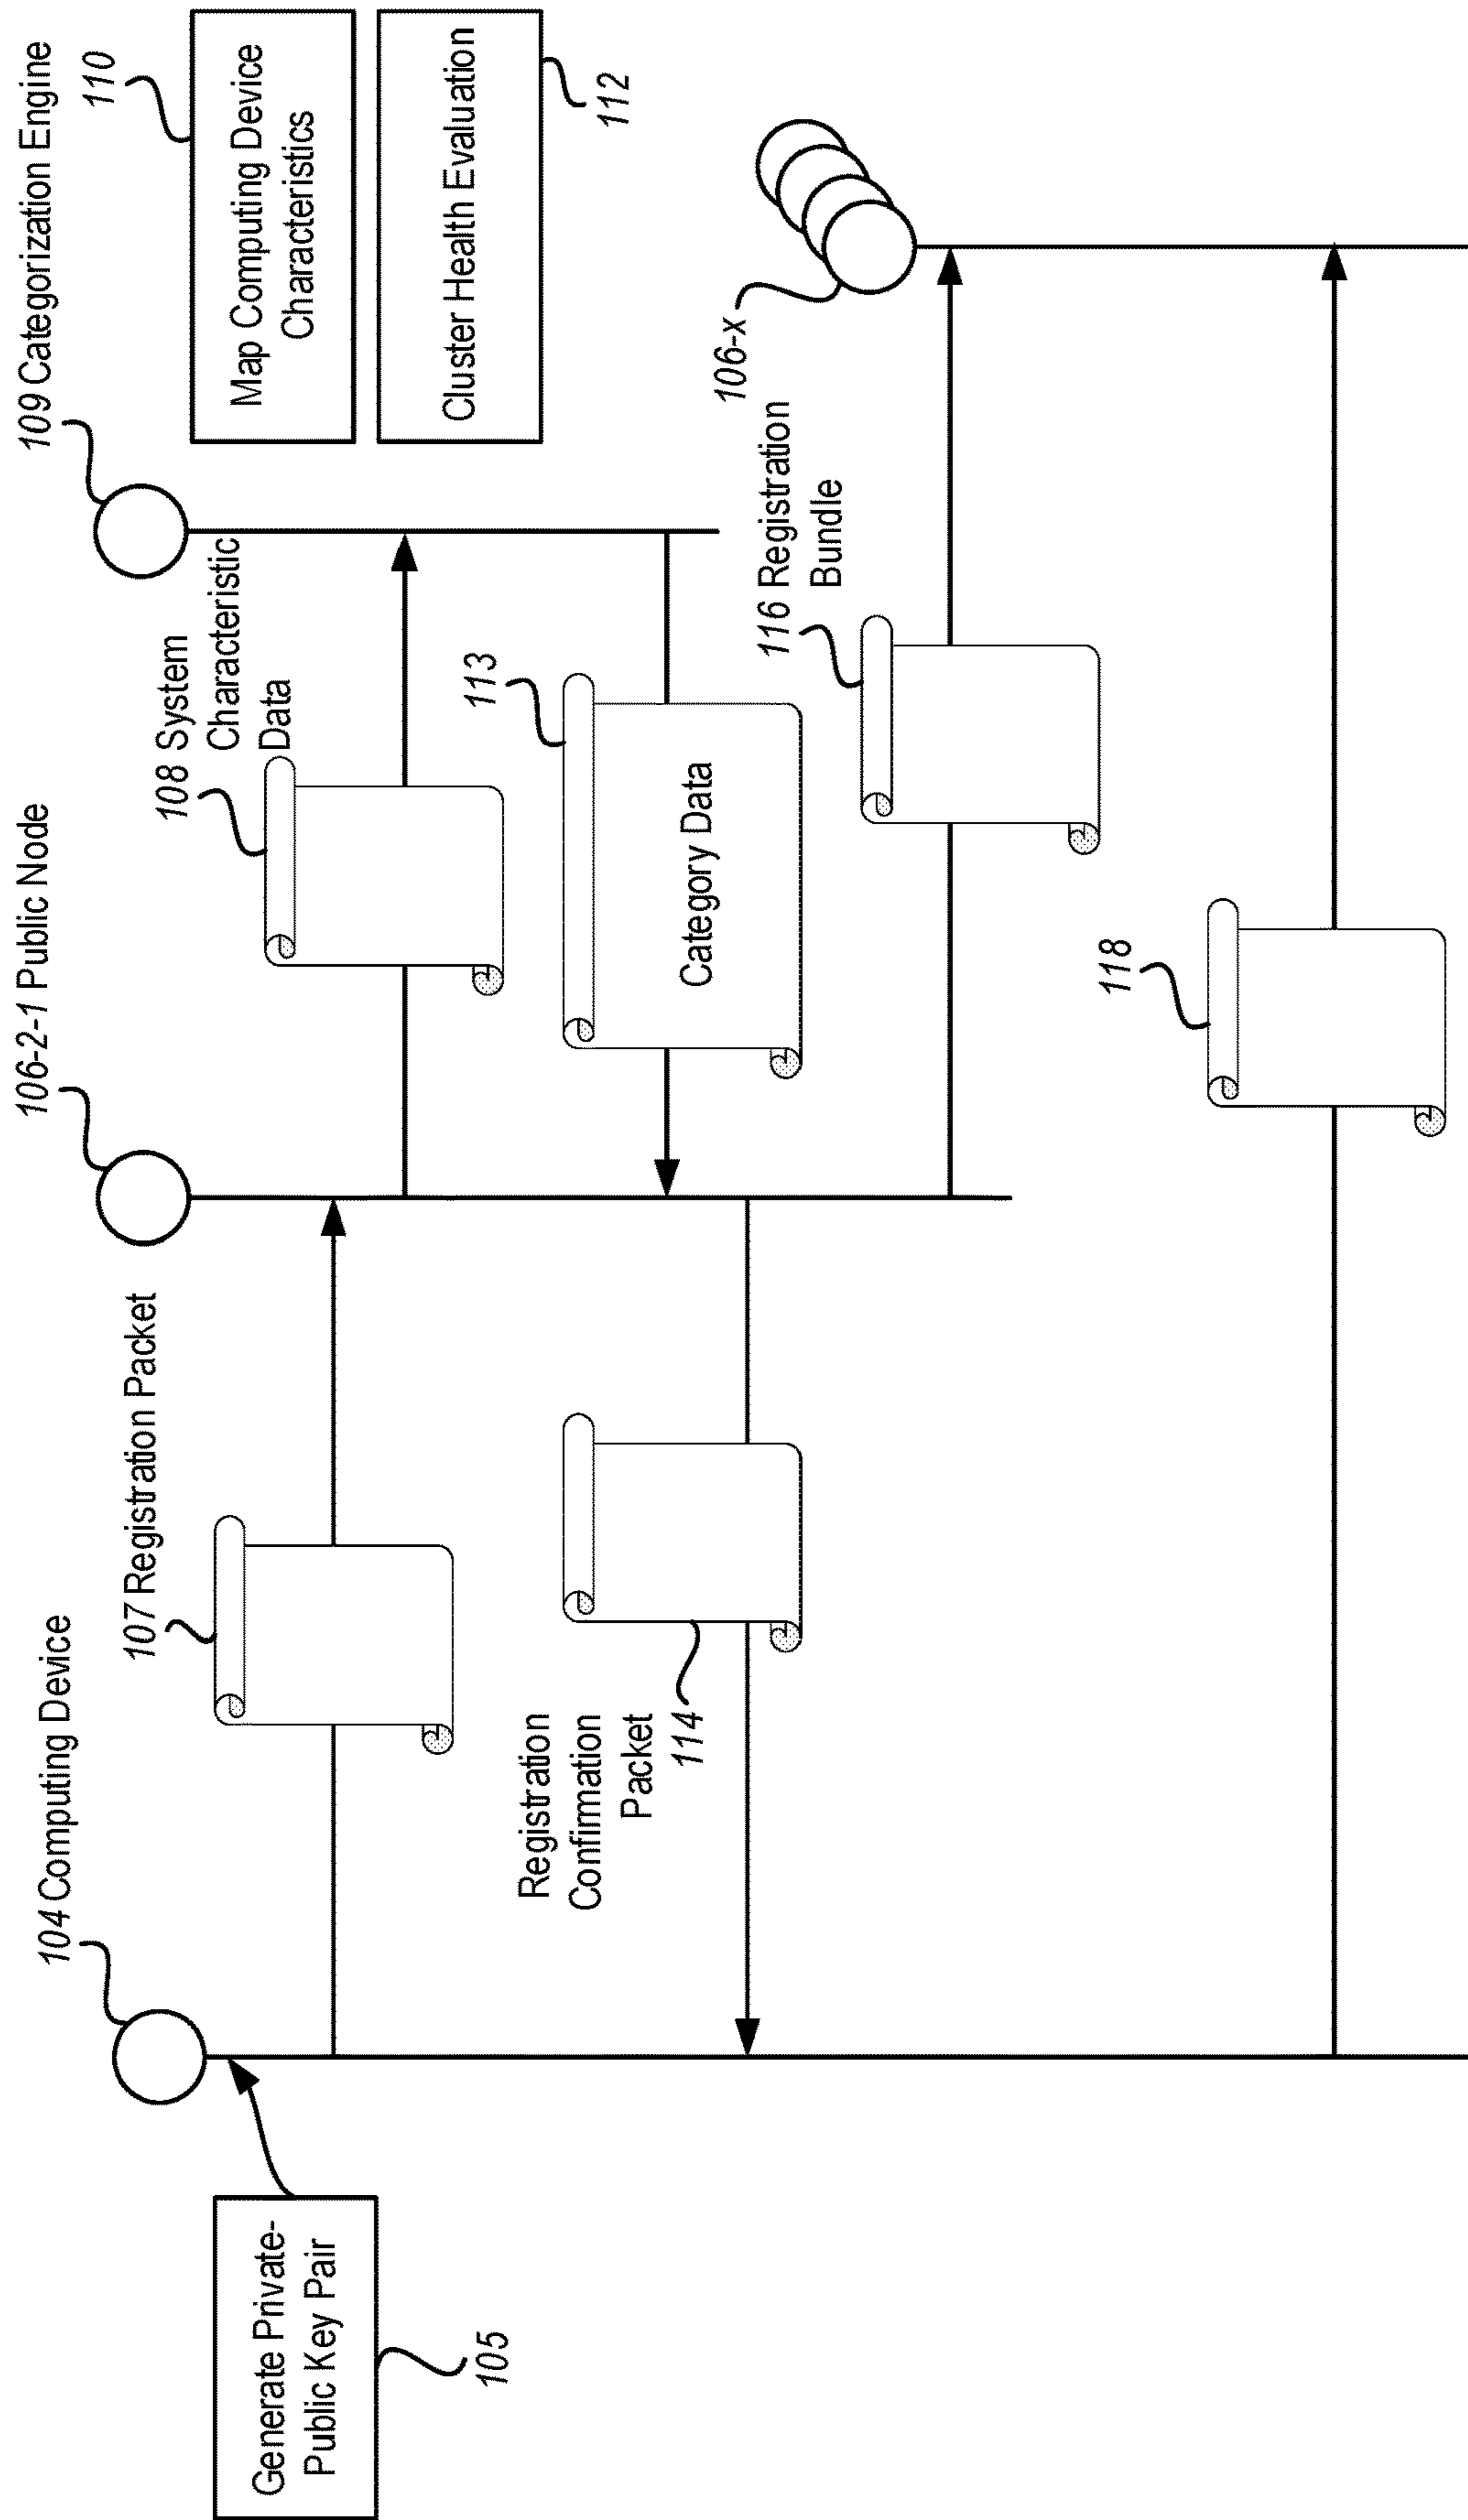 104 Computing Device
106-2-1 Public Node
109 Categorization Engine
Generate Private-
Public Key Pair
105
107 Registration Packet
108 System
Characteristic
Data
110
Map Computing Device
Characteristics
Cluster Health Evaluation
112
113
Category Data
Registration
Confirmation
Packet
114
106-x
116 Registration
Bundle
118